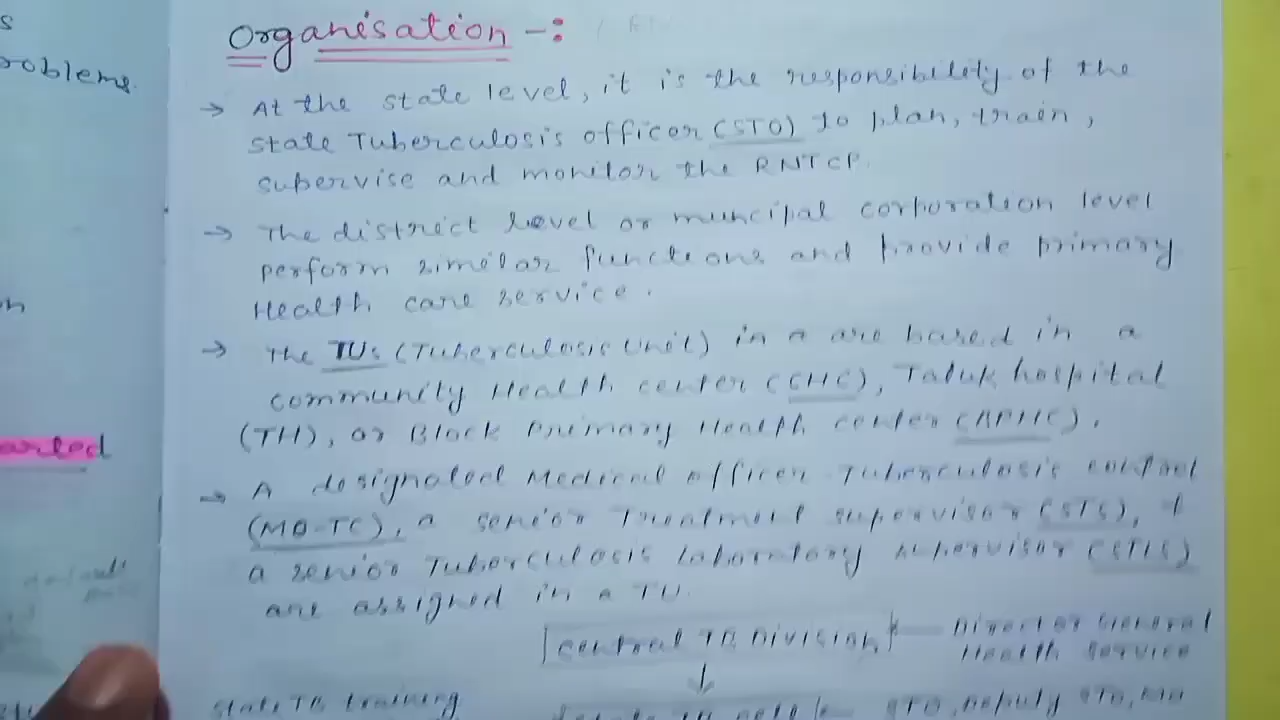 s
roblems.
Organisation -:
→ At the state level, it is the responsibility of the
state Tuberculosis officer (STO) to plan, train,
supervise and monitor the RNTCP.
→ The district level or muncipal corporation level
perform similar functions and provide primary
Health care service.
→ The TUs (Tuberculosis Unit) in a are based in a
community Health center (CHC), Taluk hospital
(TH), or Block Primary Health center (BPHC).
→ A designated Medical officer Tuberculosis control
(MO-TC), a senior Treatment supervisor (STS), &
a senior Tuberculosis laboratory supervisor (STLS)
are assigned in a TU.
arted
central TB Division Director General
Health Service
↓
state TB training
STO, Deputy STO,